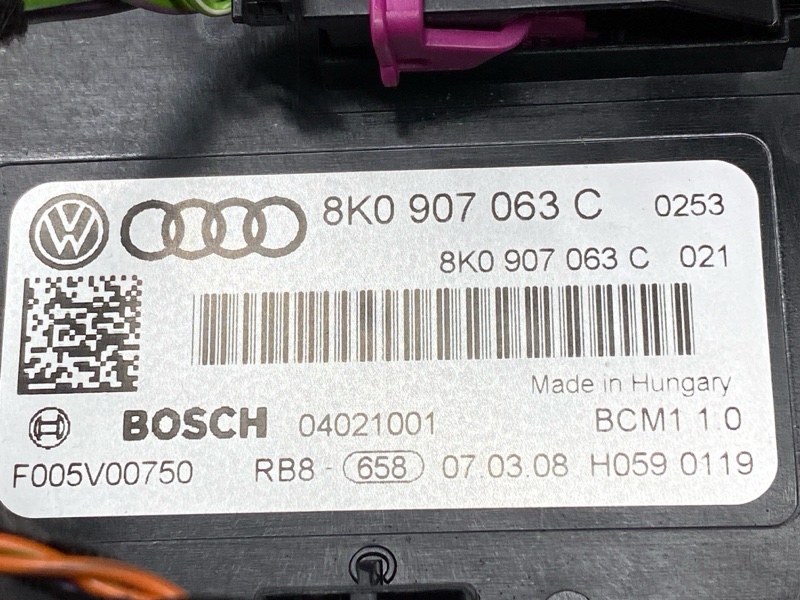 8K0 907 063 C 0253
8K0 907 063 C 021
Made in Hungary
BOSCH 04021001 BCM1 1.0
F005V00750 RB8 - 658 07.03.08 H059 0119